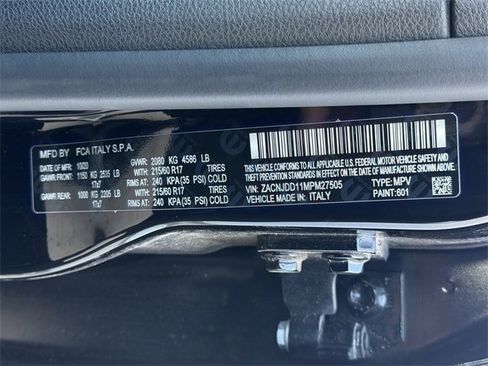 MFD BY FCA ITALY S.P.A.
DATE OF MFR 10/20 GVWR: 2080 KG 4586 LB
GAWR FRONT: 1150 KG 2535 LB WITH 215/60 R17 TIRES
17x7 RIMS AT 240 KPA(35 PSI) COLD
GAWR REAR: 1000 KG 2205 LB WITH 215/60 R17 TIRES
17x7 RIMS AT 240 KPA(35 PSI) COLD
THIS VEHICLE CONFORMS TO ALL APPLICABLE U.S.A.
FEDERAL MOTOR VEHICLE SAFETY, BUMPER, AND THEFT
PREVENTION STANDARDS IN EFFECT ON THE DATE OF
MANUFACTURE SHOWN ABOVE.
VIN: ZACNJDD11MPM27505 TYPE: MPV
VEHICLE MADE IN: ITALY PAINT:601